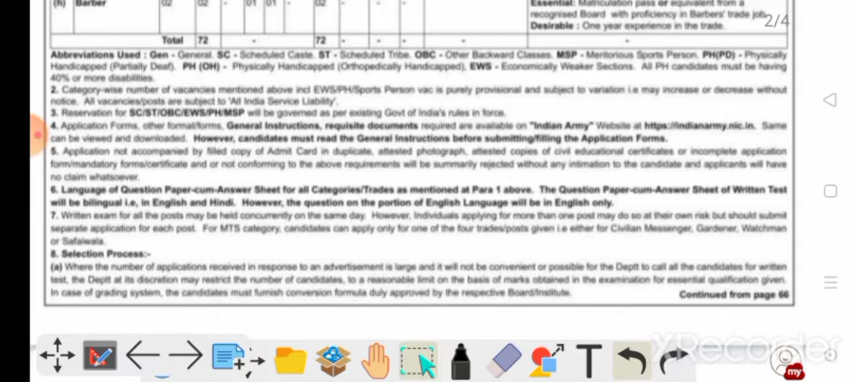 (h) Barber 02 02 - 01 01 - 02 - - -
Essential: Matriculation pass or equivalent from a
recognised Board with proficiency in Barbers' trade job.
2/4
Desirable : One year experience in the trade.
Total 72 - 72 - - - -
Abbreviations Used : Gen - General. SC - Scheduled Caste. ST - Scheduled Tribe. OBC - Other Backward Classes. MSP - Meritorious Sports Person. PH(PD) - Physically
Handicapped (Partially Deaf). PH (OH) - Physically Handicapped (Orthopedically Handicapped), EWS - Economically Weaker Sections. All PH candidates must be having
40% or more disabilities.
2. Category-wise number of vacancies mentioned above incl EWS/PH/Sports Person vac is purely provisional and subject to variation i.e may increase or decrease without
notice. All vacancies/posts are subject to 'All India Service Liability'.
3. Reservation for SC/ST/OBC/EWS/PH/MSP will be governed as per existing Govt of India's rules in force.
4. Application Forms, other format/forms, General Instructions, requisite documents required are available on "Indian Army" Website at https://indianarmy.nic.in. Same
can be viewed and downloaded. However, candidates must read the General Instructions before submitting/filling the Application Forms.
5. Application not accompanied by filled copy of Admit Card in duplicate, attested photograph, attested copies of civil educational certificates or incomplete application
form/mandatory forms/certificate and or not conforming to the above requirements will be summarily rejected without any intimation to the candidate and applicants will have
no claim whatsoever.
6. Language of Question Paper-cum-Answer Sheet for all Categories/Trades as mentioned at Para 1 above. The Question Paper-cum-Answer Sheet of Written Test
will be bilingual i.e, in English and Hindi. However, the question on the portion of English Language will be in English only.
7. Written exam for all the posts may be held concurrently on the same day. However, Individuals applying for more than one post may do so at their own risk but should submit
separate application for each post. For MTS category, candidates can apply only for one of the four trades/posts given i.e either for Civilian Messenger, Gardener, Watchman
or Safaiwala.
8. Selection Process:-
(a) Where the number of applications received in response to an advertisement is large and it will not be convenient or possible for the Deptt to call all the candidates for written
test, the Deptt at its discretion may restrict the number of candidates, to a reasonable limit on the basis of marks obtained in the examination for essential qualification given.
In case of grading system, the candidates must furnish conversion formula duly approved by the respective Board/Institute.
Continued from page 66
XRecorder
T
my